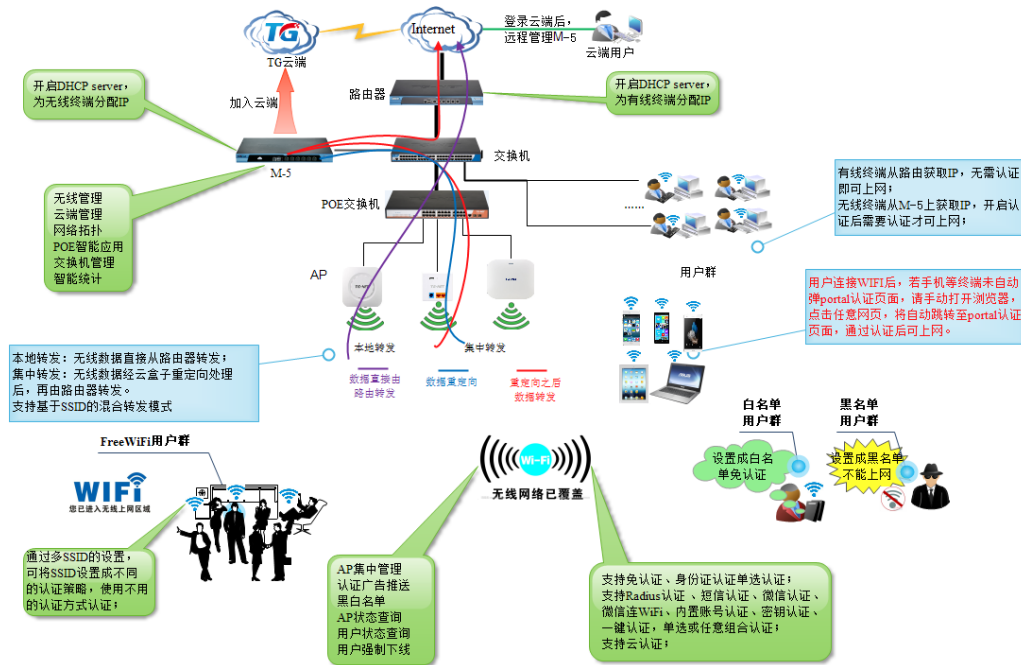 TG
TG云端
Internet
登录云端后，
远程管理M-5
云端用户
开启DHCP server，
为无线终端分配IP
加入云端
路由器
开启DHCP server，
为有线终端分配IP
M-5
交换机
无线管理
云端管理
网络拓扑
POE智能应用
交换机管理
智能统计
POE交换机
......
有线终端从路由获取IP，无需认证
即可上网；
无线终端从M-5上获取IP，开启认
证后需要认证才可上网；
AP
用户群
用户连接WIFI后，若手机等终端未自动
弹portal认证页面，请手动打开浏览器，
点击任意网页，将自动跳转至portal认证
页面，通过认证后可上网。
本地转发
集中转发
本地转发：无线数据直接从路由器转发；
集中转发：无线数据经云盒子重定向处理
后，再由路由器转发。
支持基于SSID的混合转发模式
数据直接由
路由转发
数据重定向
重定向之后
数据转发
白名单
用户群
黑名单
用户群
设置成白名
单免认证
设置成黑名单
不能上网
FreeWiFi用户群
WIFi
您已进入无线上网区域
Wi-Fi
无线网络已覆盖
通过多SSID的设置，
可将SSID设置成不同
的认证策略，使用不用
的认证方式认证；
AP集中管理
认证广告推送
黑白名单
AP状态查询
用户状态查询
用户强制下线
支持免认证、身份证认证单选认证；
支持Radius认证 、短信认证、微信认证、
微信连WiFi、内置账号认证、密钥认证、
一键认证，单选或任意组合认证；
支持云认证；